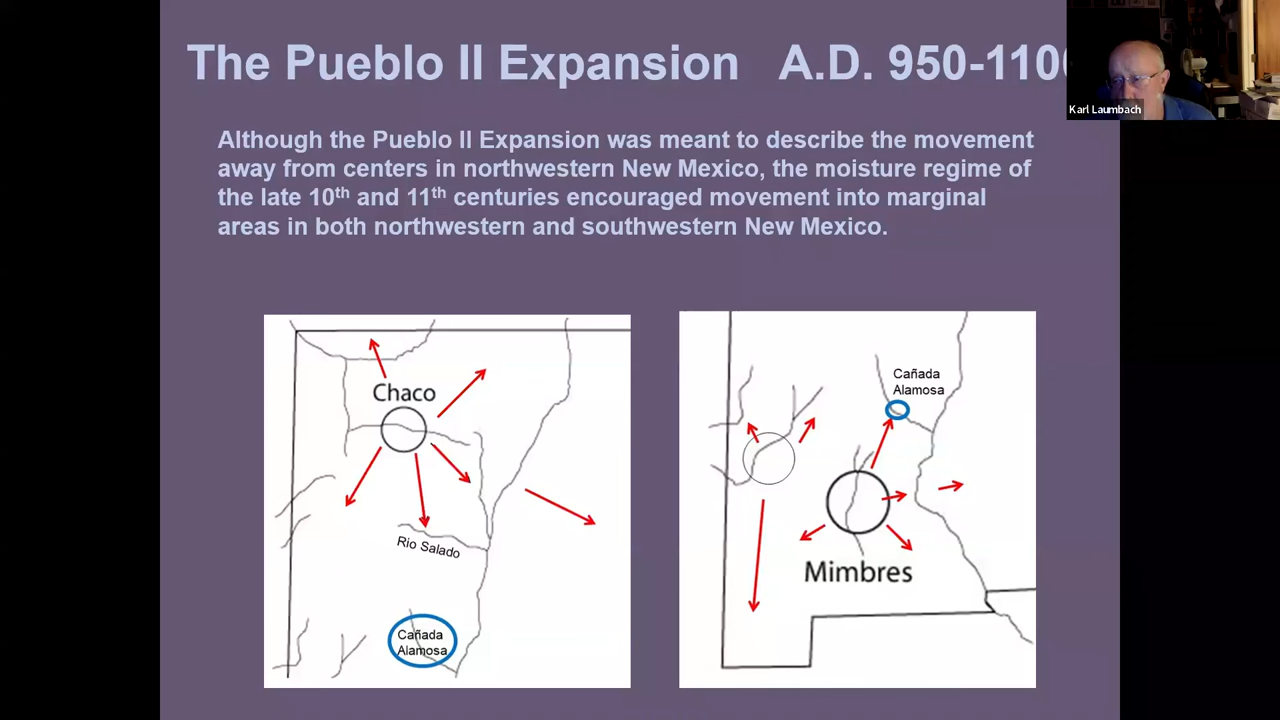 The Pueblo II Expansion A.D. 950-1100
Karl Laumbach
Although the Pueblo II Expansion was meant to describe the movement
away from centers in northwestern New Mexico, the moisture regime of
the late 10th and 11th centuries encouraged movement into marginal
areas in both northwestern and southwestern New Mexico.
Chaco
Rio Salado
Cañada
Alamosa
Cañada
Alamosa
Mimbres